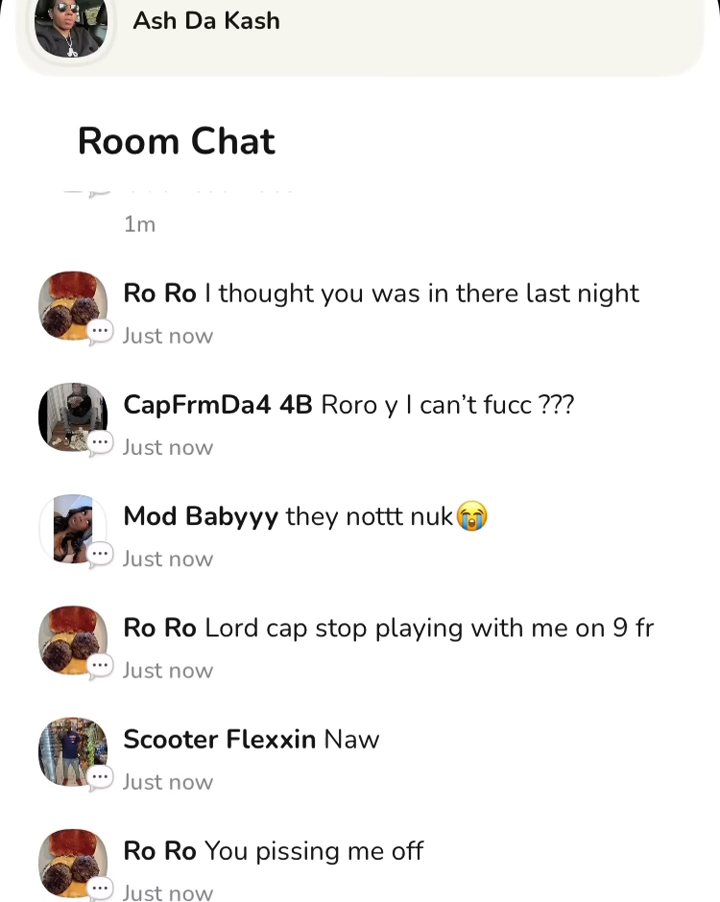 Ash Da Kash
Room Chat
1m
Ro Ro I thought you was in there last night
Just now
CapFrmDa4 4B Roro y I can't fucc ???
Just now
Mod Babyyy they nottt nuk😭
Just now
Ro Ro Lord cap stop playing with me on 9 fr
Just now
Scooter Flexxin Naw
Just now
Ro Ro You pissing me off
Just now